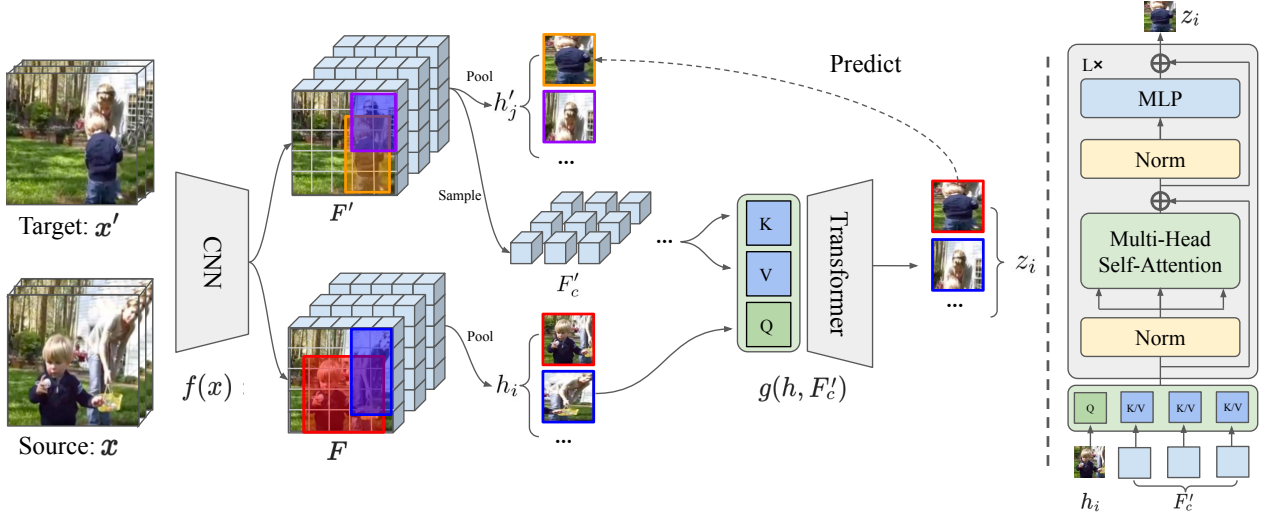 Target: x′
Source: x
CNN
f(x) :
F′
F
Pool
Sample
Pool
h′j
...
F′c
...
hi
...
Predict
K
V
Q
Transformer
g(h, F′c)
...
zi
zi
L×
MLP
Norm
Multi-Head
Self-Attention
Norm
Q
K/V
K/V
K/V
hi
F′c